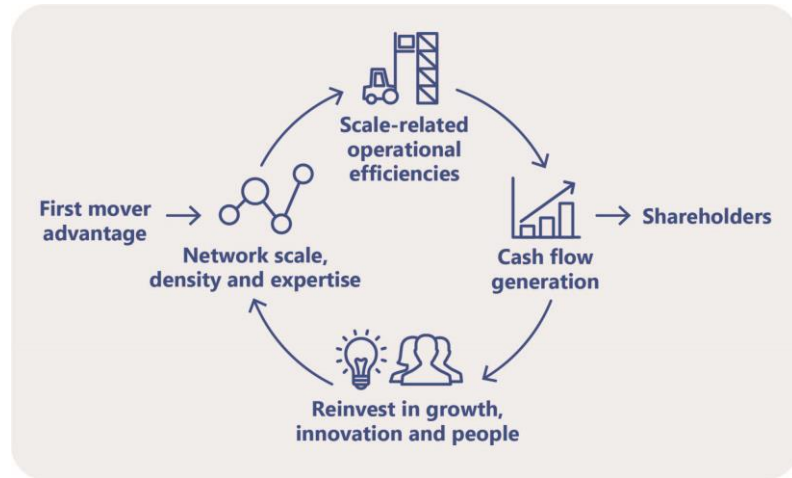 Scale-related
operational
efficiencies
First mover
advantage
Network scale,
density and expertise
Cash flow
generation
Shareholders
Reinvest in growth,
innovation and people